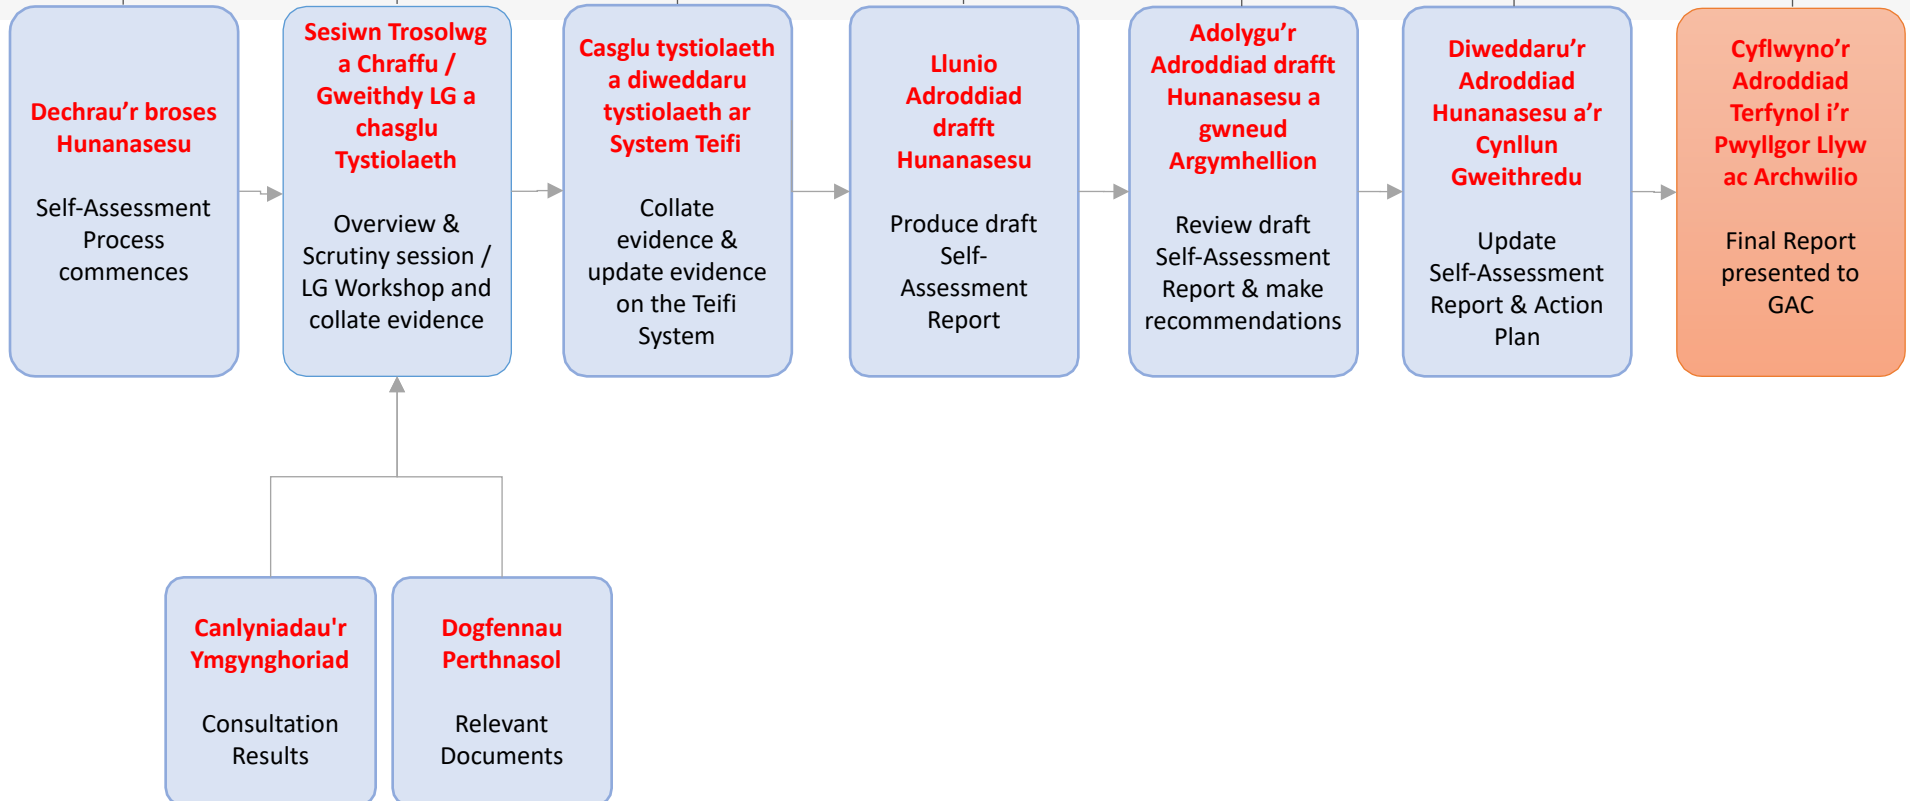 Dechrau’r broses
Hunanasesu
Self-Assessment
Process
commences
Sesiwn Trosolwg
a Chraffu /
Gweithdy LG a
chasglu
Tystiolaeth
Overview &
Scrutiny session /
LG Workshop and
collate evidence
Casglu tystiolaeth
a diweddaru
tystiolaeth ar
System Teifi
Collate
evidence &
update evidence
on the Teifi
System
Llunio
Adroddiad
drafft
Hunanasesu
Produce draft
Self-
Assessment
Report
Adolygu’r
Adroddiad drafft
Hunanasesu a
gwneud
Argymhellion
Review draft
Self-Assessment
Report & make
recommendations
Diweddaru’r
Adroddiad
Hunanasesu a’r
Cynllun
Gweithredu
Update
Self-Assessment
Report & Action
Plan
Cyflwyno’r
Adroddiad
Terfynol i’r
Pwyllgor Llyw
ac Archwilio
Final Report
presented to
GAC
Canlyniadau'r
Ymgynghoriad
Consultation
Results
Dogfennau
Perthnasol
Relevant
Documents